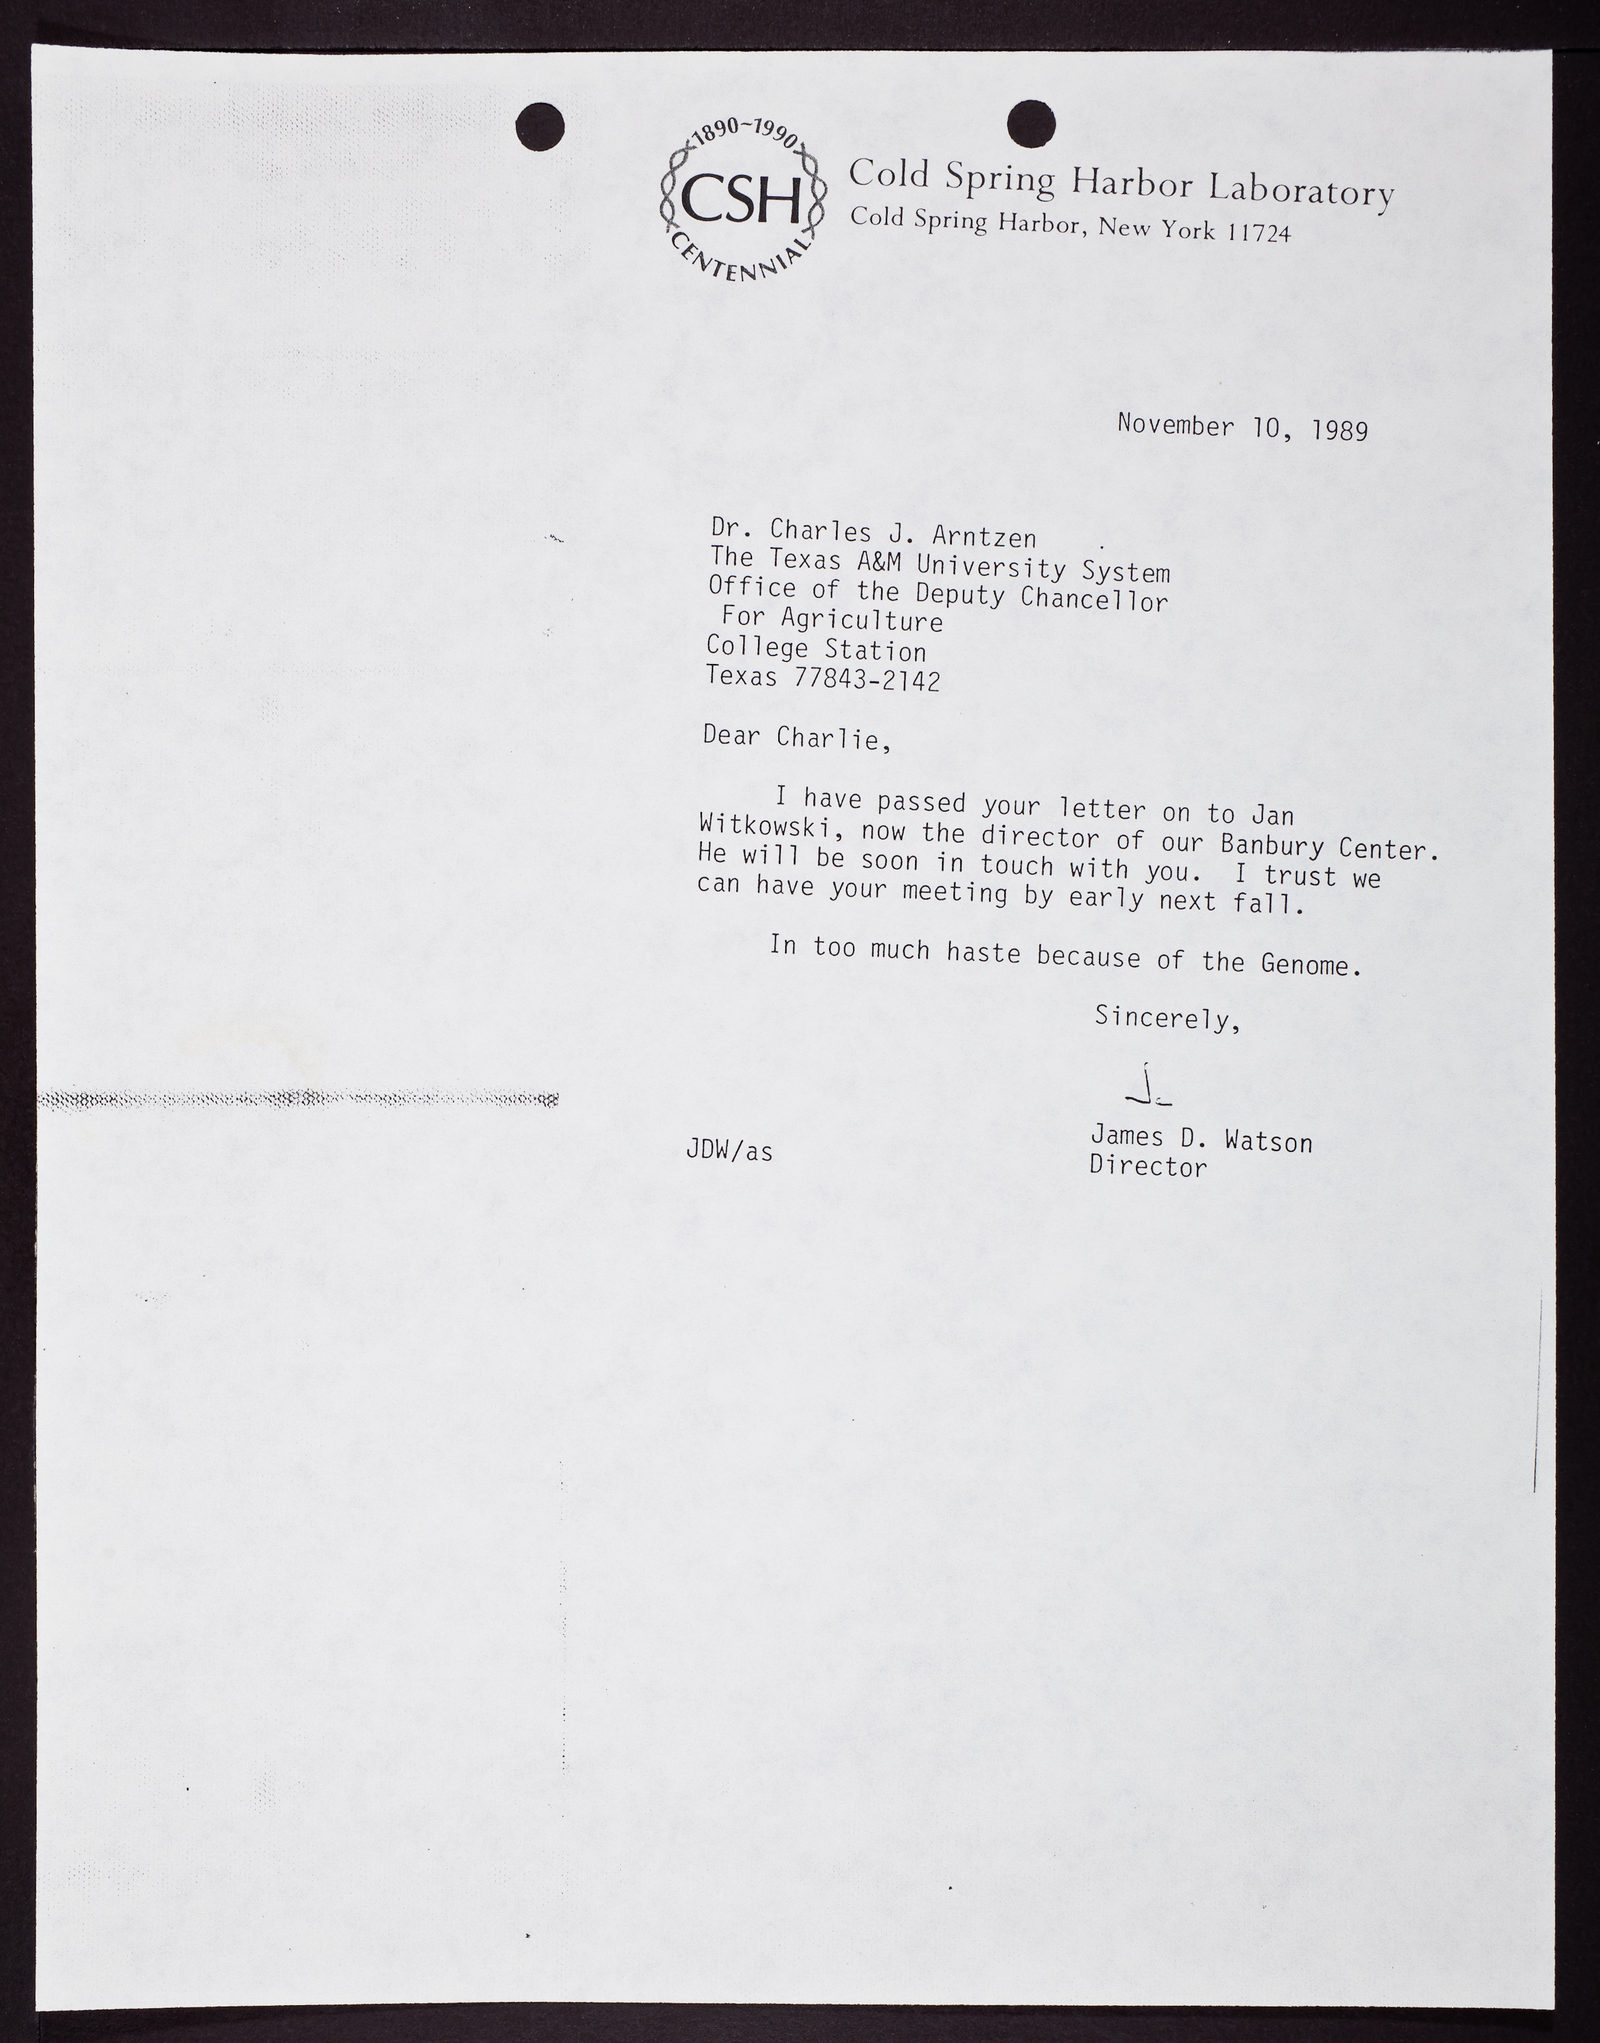 1890-1990
CSH
CENTENNIAL
Cold Spring Harbor Laboratory
Cold Spring Harbor, New York 11724
November 10, 1989
Dr. Charles J. Arntzen
The Texas A&M University System
Office of the Deputy Chancellor
For Agriculture
College Station
Texas 77843-2142
Dear Charlie,
I have passed your letter on to Jan
Witkowski, now the director of our Banbury Center.
He will be soon in touch with you. I trust we
can have your meeting by early next fall.
In too much haste because of the Genome.
Sincerely,
James D. Watson
JDW/as
Director